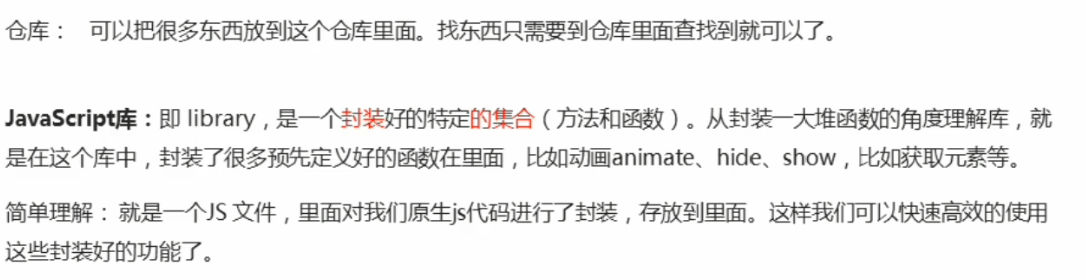 仓库： 可以把很多东西放到这个仓库里面。找东西只需要到仓库里面查找到就可以了。
JavaScript库：即 library，是一个封装好的特定的集合（方法和函数）。从封装一大堆函数的角度理解库，就
是在这个库中，封装了很多预先定义好的函数在里面，比如动画animate、hide、show，比如获取元素等。
简单理解： 就是一个JS 文件，里面对我们原生js代码进行了封装，存放到里面。这样我们可以快速高效的使用
这些封装好的功能了。